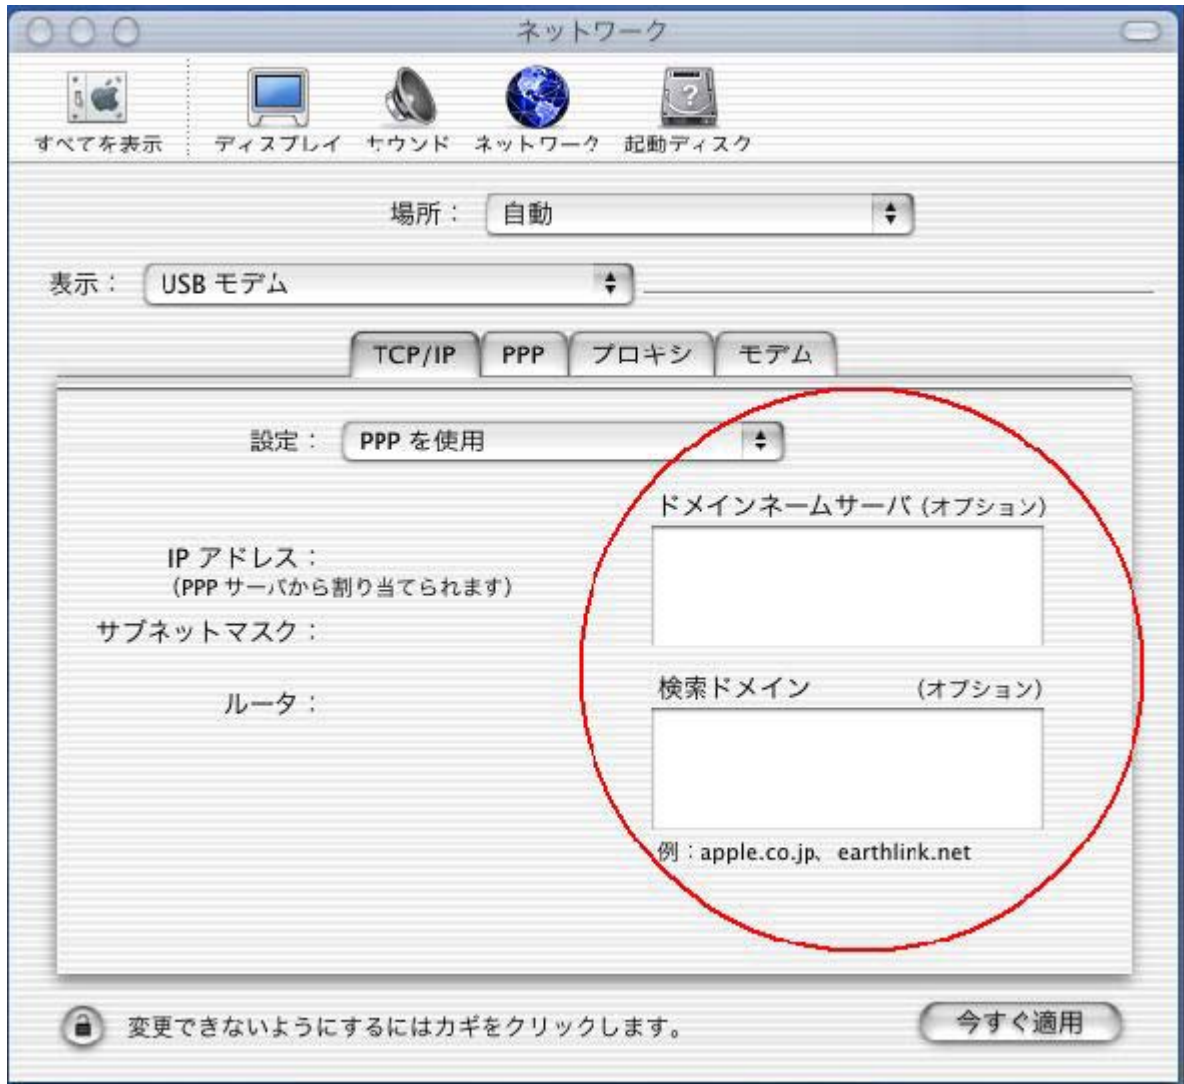 ネットワーク
すべてを表示 ディスプレイ サウンド ネットワーク 起動ディスク
場所： 自動
表示： USB モデム
TCP/IP PPP プロキシ モデム
設定： PPP を使用
ドメインネームサーバ (オプション)
IP アドレス：
（PPP サーバから割り当てられます）
サブネットマスク：
検索ドメイン (オプション)
ルータ：
例：apple.co.jp、earthlink.net
変更できないようにするにはカギをクリックします。 今すぐ適用